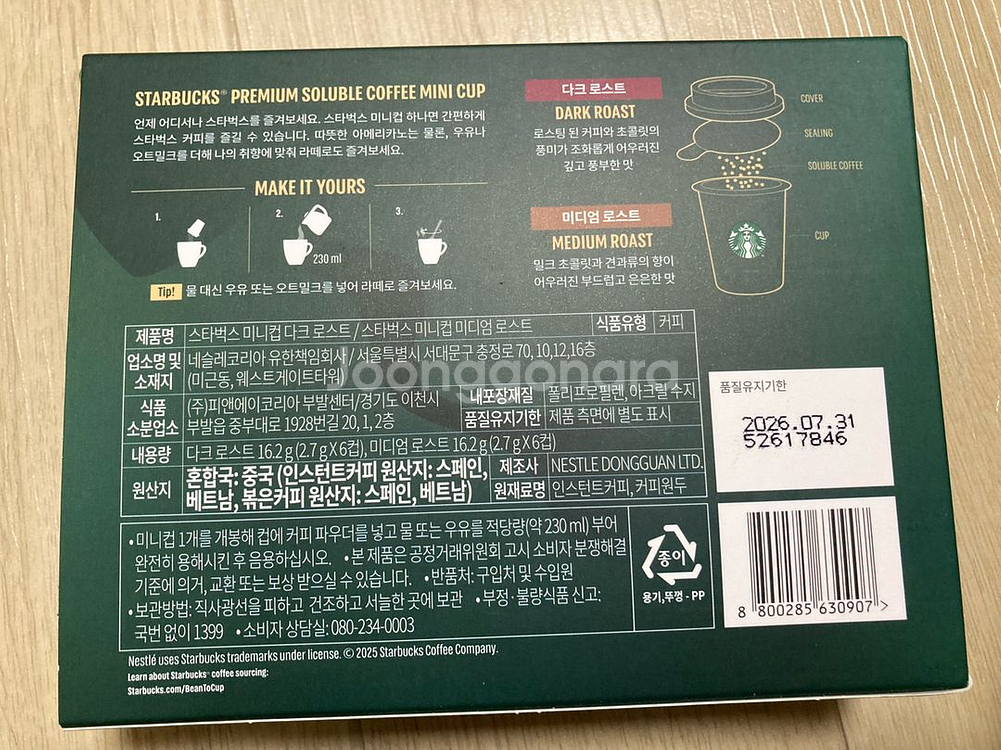 STARBUCKS® PREMIUM SOLUBLE COFFEE MINI CUP
언제 어디서나 스타벅스를 즐겨보세요. 스타벅스 미니컵 하나면 간편하게
스타벅스 커피를 즐길 수 있습니다. 따뜻한 아메리카노는 물론, 우유나
오트밀크를 더해 나의 취향에 맞춰 라떼로도 즐겨보세요.
MAKE IT YOURS
1.
2.
3.
230 ml
Tip! 물 대신 우유 또는 오트밀크를 넣어 라떼로 즐겨보세요.
다크 로스트
DARK ROAST
로스팅 된 커피와 초콜릿의
풍미가 조화롭게 어우러진
깊고 풍부한 맛
미디엄 로스트
MEDIUM ROAST
밀크 초콜릿과 견과류의 향이
어우러진 부드럽고 은은한 맛
COVER
SEALING
SOLUBLE COFFEE
CUP
제품명 스타벅스 미니컵 다크 로스트 / 스타벅스 미니컵 미디엄 로스트 식품유형 커피
업소명 및 소재지 네슬레코리아 유한책임회사 / 서울특별시 서대문구 충정로 70, 10,12,16층
(미근동, 웨스트게이트타워)
식품 소분업소 (주)피앤에이코리아 부발센터/경기도 이천시
부발읍 중부대로 1928번길 20, 1, 2층
내포장재질 폴리프로필렌, 아크릴 수지
품질유지기한 제품 측면에 별도 표시
내용량 다크 로스트 16.2 g (2.7 g X 6컵), 미디엄 로스트 16.2 g (2.7 g X 6컵)
원산지 혼합국: 중국 (인스턴트커피 원산지: 스페인,
베트남, 볶은커피 원산지: 스페인, 베트남)
제조사 NESTLE DONGGUAN LTD.
원재료명 인스턴트커피, 커피원두
• 미니컵 1개를 개봉해 컵에 커피 파우더를 넣고 물 또는 우유를 적당량(약 230 ml) 부어
완전히 용해시킨 후 음용하십시오. • 본 제품은 공정거래위원회 고시 소비자 분쟁해결
기준에 의거, 교환 또는 보상 받으실 수 있습니다. • 반품처: 구입처 및 수입원
• 보관방법: 직사광선을 피하고 건조하고 서늘한 곳에 보관 • 부정·불량식품 신고:
국번 없이 1399 • 소비자 상담실: 080-234-0003
종이
용기,뚜껑 - PP
품질유지기한
2026.07.31
52617846
8 800285 630907 >
Nestlé uses Starbucks trademarks under license. © 2025 Starbucks Coffee Company.
Learn about Starbucks® coffee sourcing:
Starbucks.com/BeanToCup
Joonggonara